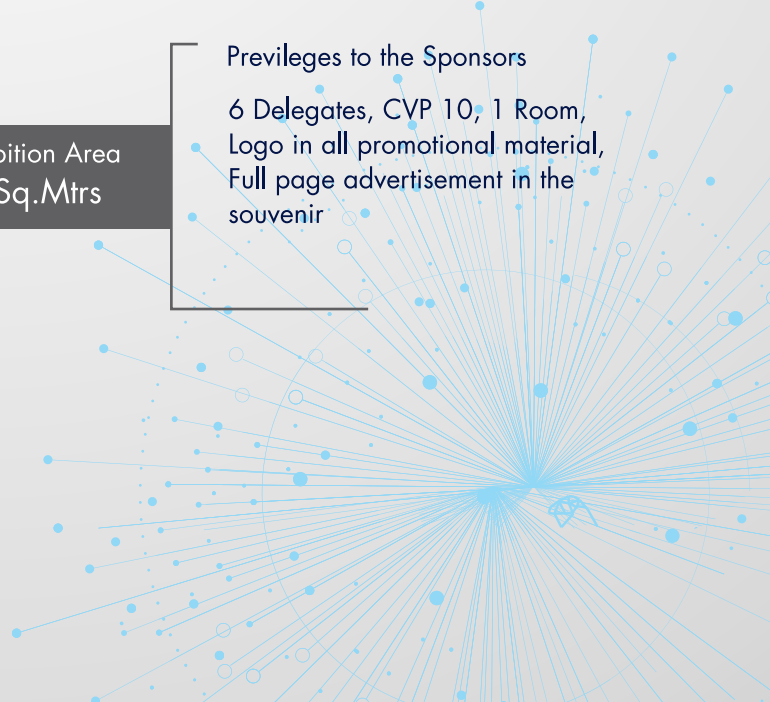 Previleges to the Sponsors
6 Delegates, CVP 10, 1 Room,
Logo in all promotional material,
Full page advertisement in the
souvenir
Area
Sq.Mtrs